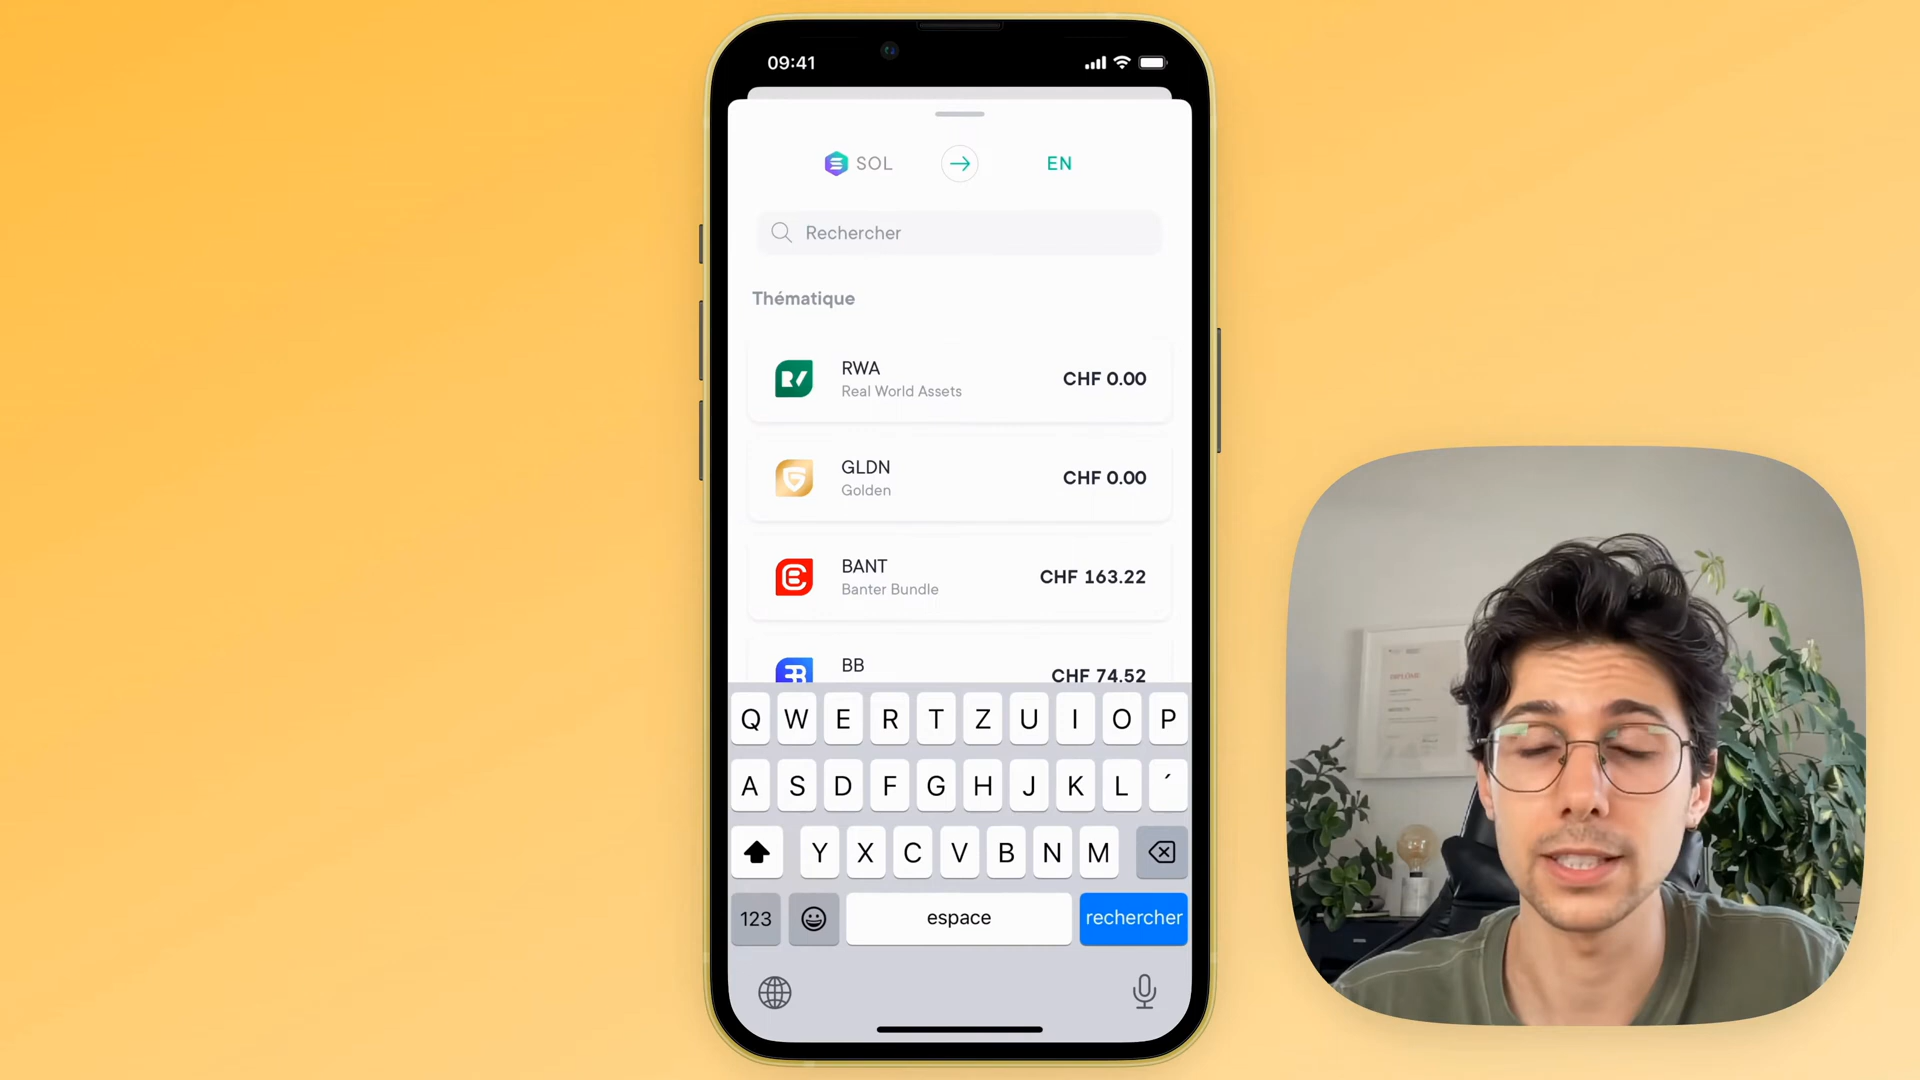 09:41
SOL
EN
Rechercher
Thématique
RWA
Real World Assets
CHF 0.00
GLDN
Golden
CHF 0.00
BANT
Banter Bundle
CHF 163.22
BB
CHF 74.52
Q W E R T Z U I O P
A S D F G H J K L ´
Y X C V B N M
123
espace
rechercher